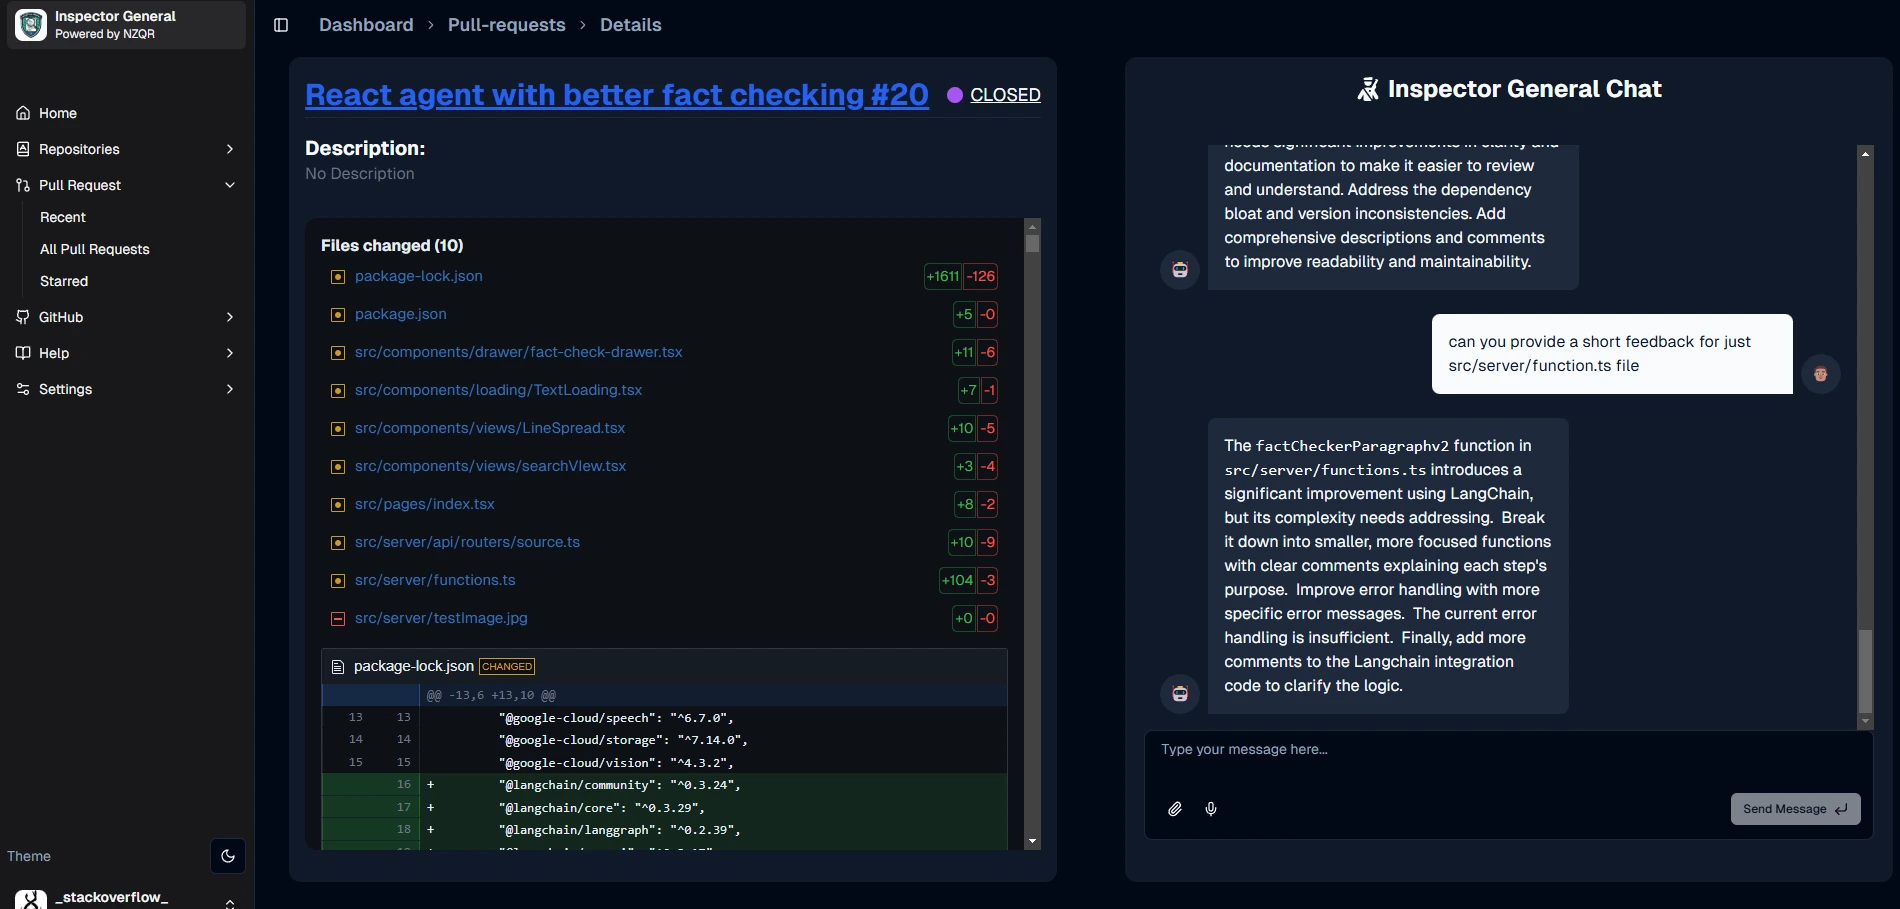 Inspector General
Powered by NZQR
Home
Repositories
Pull Request
Recent
All Pull Requests
Starred
GitHub
Help
Settings
Theme
_stackoverflow_
Dashboard > Pull-requests > Details
React agent with better fact checking #20
CLOSED
Description:
No Description
Files changed (10)
package-lock.json +1611 -126
package.json +5 -0
src/components/drawer/fact-check-drawer.tsx +11 -6
src/components/loading/TextLoading.tsx +7 -1
src/components/views/LineSpread.tsx +10 -5
src/components/views/searchVIew.tsx +3 -4
src/pages/index.tsx +8 -2
src/server/api/routers/source.ts +10 -9
src/server/functions.ts +104 -3
src/server/testImage.jpg +0 -0
package-lock.json CHANGED
@@ -13,6 +13,10 @@
13 13 "@google-cloud/speech": "^6.7.0",
14 14 "@google-cloud/storage": "^7.14.0",
15 15 "@google-cloud/vision": "^4.3.2",
16 + "@langchain/community": "^0.3.24",
17 + "@langchain/core": "^0.3.29",
18 + "@langchain/langgraph": "^0.2.39",
Inspector General Chat
needs significant improvements in clarity and
documentation to make it easier to review
and understand. Address the dependency
bloat and version inconsistencies. Add
comprehensive descriptions and comments
to improve readability and maintainability.
can you provide a short feedback for just
src/server/function.ts file
The factCheckerParagraphv2 function in
src/server/functions.ts introduces a
significant improvement using LangChain,
but its complexity needs addressing. Break
it down into smaller, more focused functions
with clear comments explaining each step's
purpose. Improve error handling with more
specific error messages. The current error
handling is insufficient. Finally, add more
comments to the Langchain integration
code to clarify the logic.
Type your message here...
Send Message